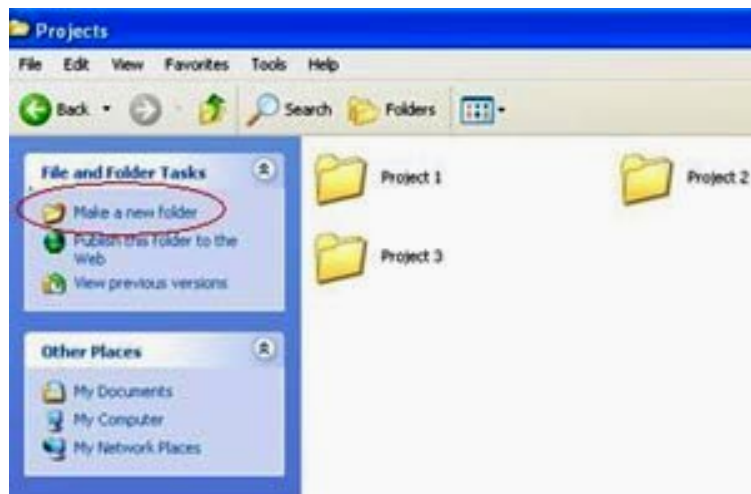 Projects
File Edit View Favorites Tools Help
Back Search Folders
File and Folder Tasks
Make a new folder
Publish this folder to the
Web
View previous versions
Other Places
My Documents
My Computer
My Network Places
Project 1 Project 2
Project 3